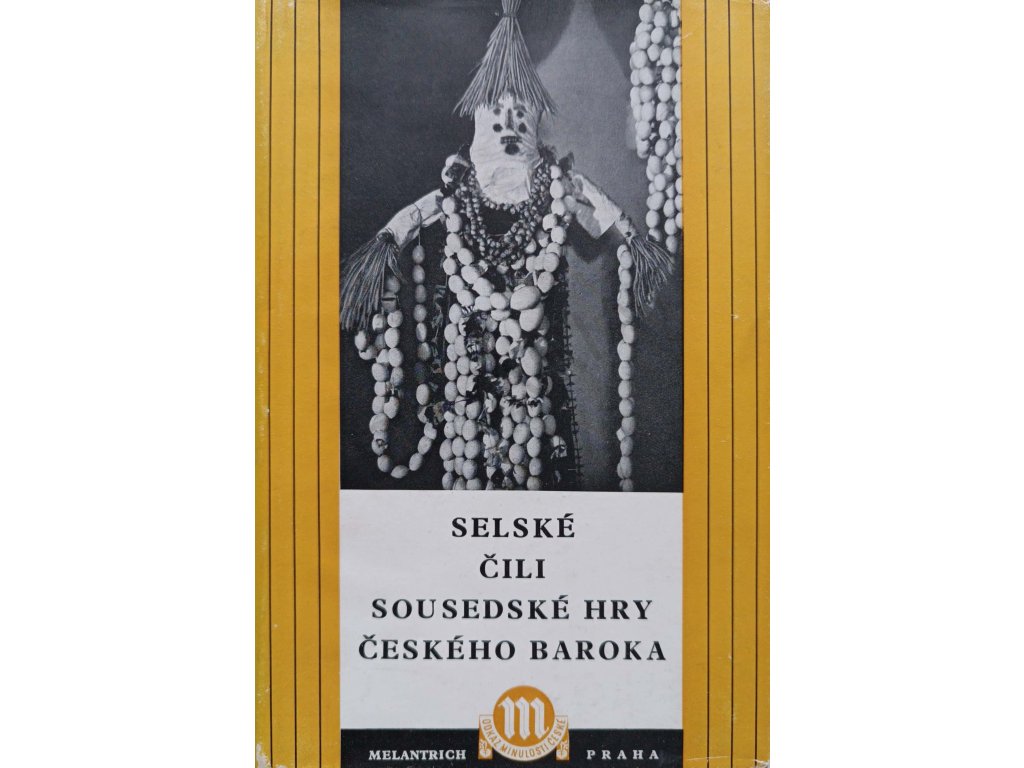 SELSKÉ
ČILI
SOUSEDSKÉ HRY
ČESKÉHO BAROKA
m
ODKAZ MINULOSTI ČESKÉ
MELANTRICH PRAHA